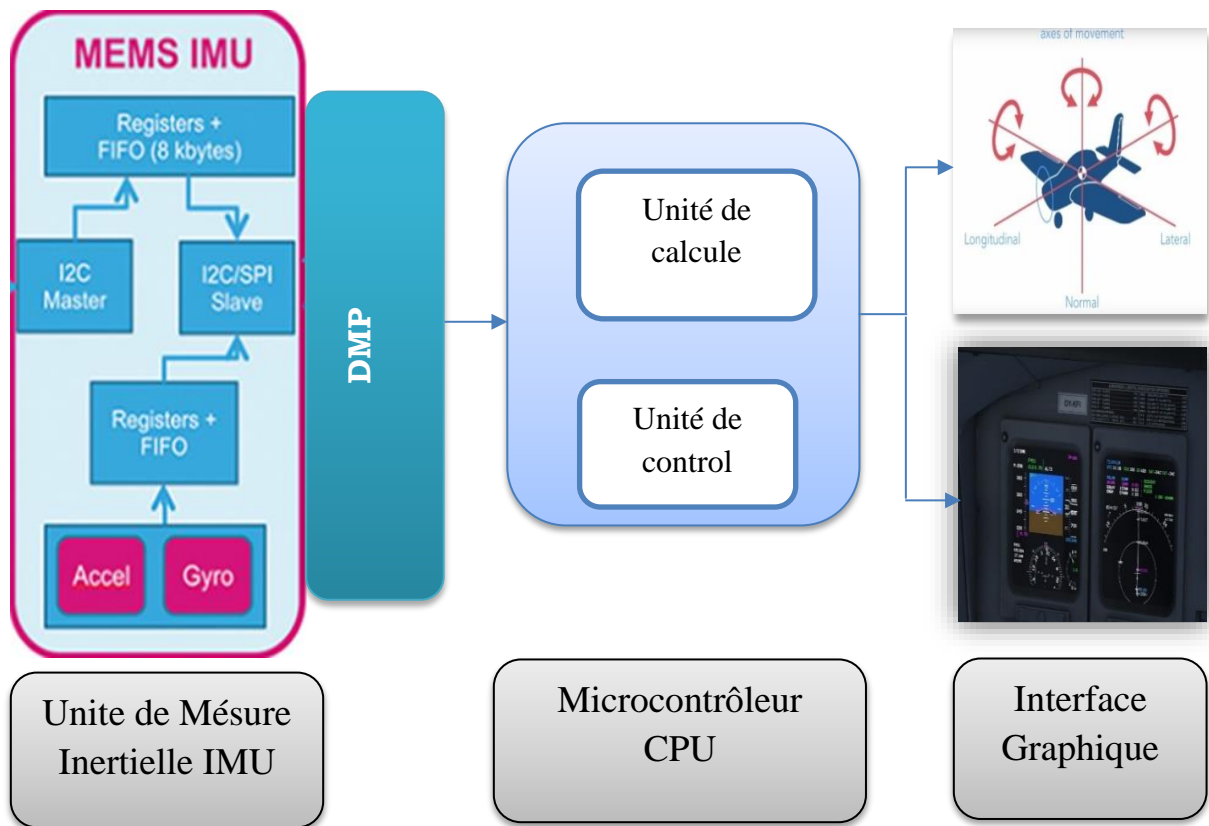 MEMS IMU
Registers +
FIFO (8 kbytes)
I2C
Master
I2C/SPI
Slave
Registers +
FIFO
Accel
Gyro
DMP
Unité de
calcule
Unité de
control
axes of movement
Longitudinal
Lateral
Normal
Unite de Mésure
Inertielle IMU
Microcontrôleur
CPU
Interface
Graphique